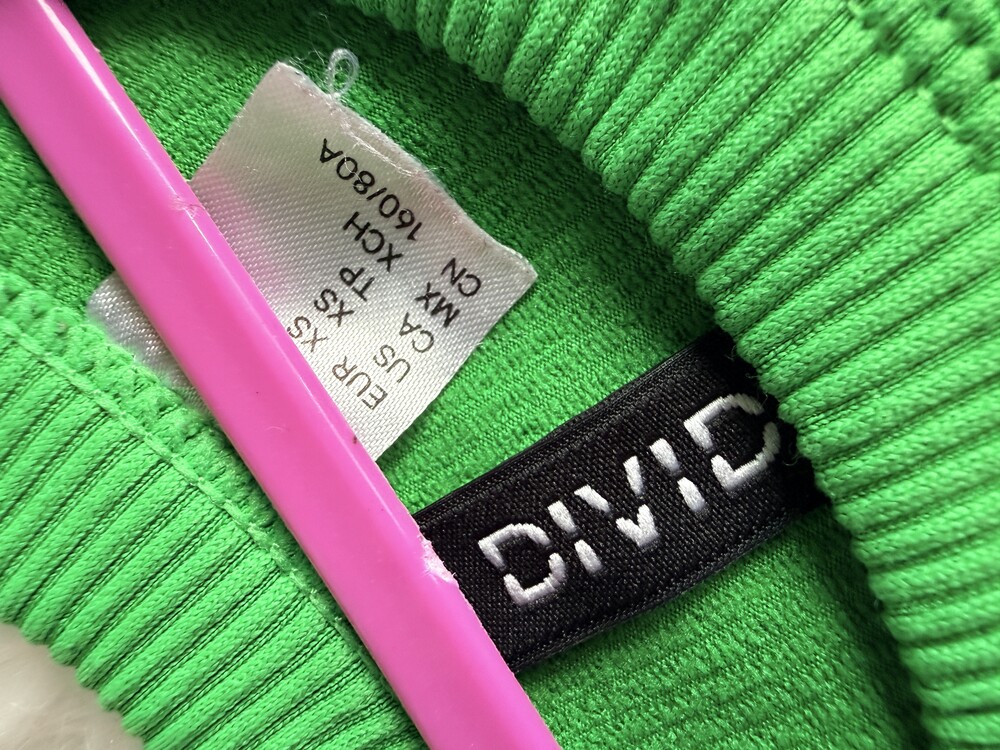 EUR XS
US XS
CA TP
MX XCH
CN 160/80A
DIVID